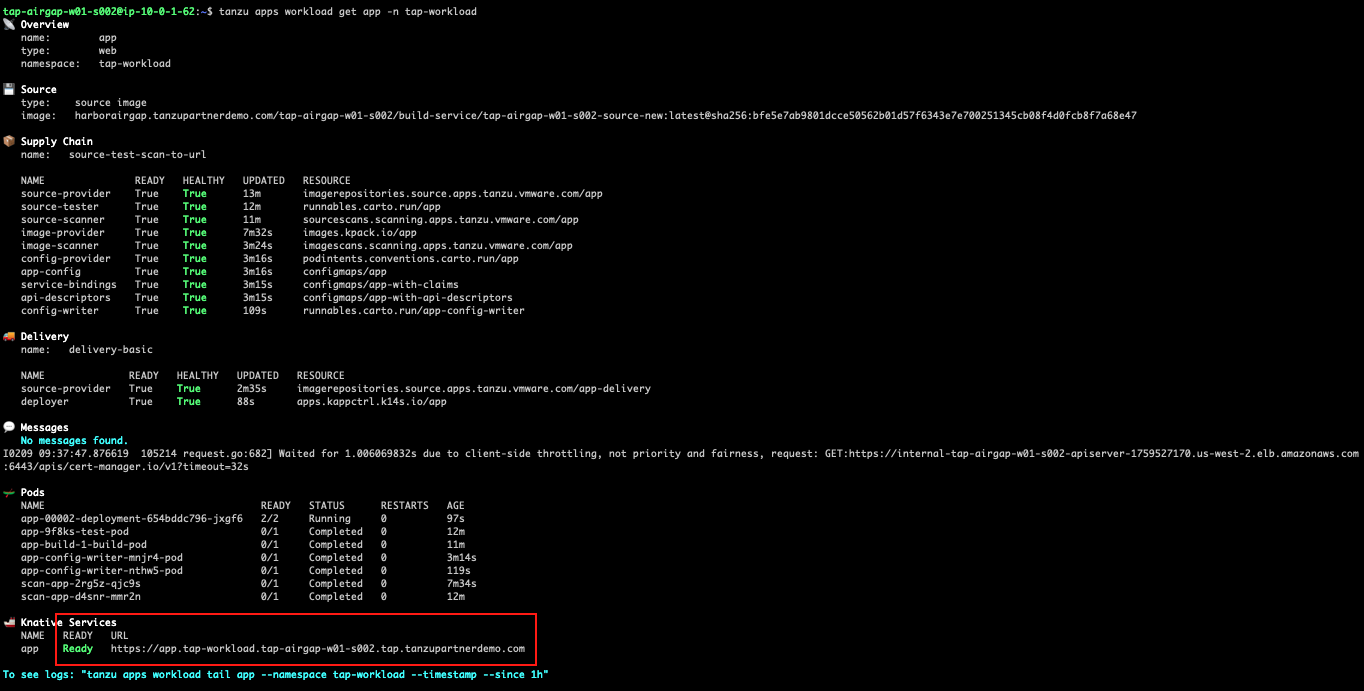 tap-airgap-w01-s002@ip-10-0-1-62:~$ tanzu apps workload get app -n tap-workload
Overview
name: app
type: web
namespace: tap-workload
Source
type: source image
image: harborairgap.tanzupartnerdemo.com/tap-airgap-w01-s002/build-service/tap-airgap-w01-s002-source-new:latest@sha256:bfe5e7ab9801dcce50562b01d57f6343e7e700251345cb08f4d0fcb8f7a68e47
Supply Chain
name: source-test-scan-to-url
NAME READY HEALTHY UPDATED RESOURCE
source-provider True True 13m imagerepositories.source.apps.tanzu.vmware.com/app
source-tester True True 12m runnables.carto.run/app
source-scanner True True 11m sourcescans.scanning.apps.tanzu.vmware.com/app
image-provider True True 7m32s images.kpack.io/app
image-scanner True True 3m24s imagescans.scanning.apps.tanzu.vmware.com/app
config-provider True True 3m16s podintents.conventions.carto.run/app
app-config True True 3m16s configmaps/app
service-bindings True True 3m15s configmaps/app-with-claims
api-descriptors True True 3m15s configmaps/app-with-api-descriptors
config-writer True True 109s runnables.carto.run/app-config-writer
Delivery
name: delivery-basic
NAME READY HEALTHY UPDATED RESOURCE
source-provider True True 2m35s imagerepositories.source.apps.tanzu.vmware.com/app-delivery
deployer True True 88s apps.kappctrl.k14s.io/app
Messages
No messages found.
I0209 09:37:47.876619 105214 request.go:682] Waited for 1.006069832s due to client-side throttling, not priority and fairness, request: GET:https://internal-tap-airgap-w01-s002-apiserver-1759527170.us-west-2.elb.amazonaws.com
:6443/apis/cert-manager.io/v1?timeout=32s
Pods
NAME READY STATUS RESTARTS AGE
app-00002-deployment-654bddc796-jxgf6 2/2 Running 0 97s
app-9f8ks-test-pod 0/1 Completed 0 12m
app-build-1-build-pod 0/1 Completed 0 11m
app-config-writer-mnjr4-pod 0/1 Completed 0 3m14s
app-config-writer-nthw5-pod 0/1 Completed 0 119s
scan-app-2rg5z-qjc9s 0/1 Completed 0 7m34s
scan-app-d4snr-mmr2n 0/1 Completed 0 12m
Knative Services
NAME READY URL
app Ready https://app.tap-workload.tap-airgap-w01-s002.tap.tanzupartnerdemo.com
To see logs: "tanzu apps workload tail app --namespace tap-workload --timestamp --since 1h"